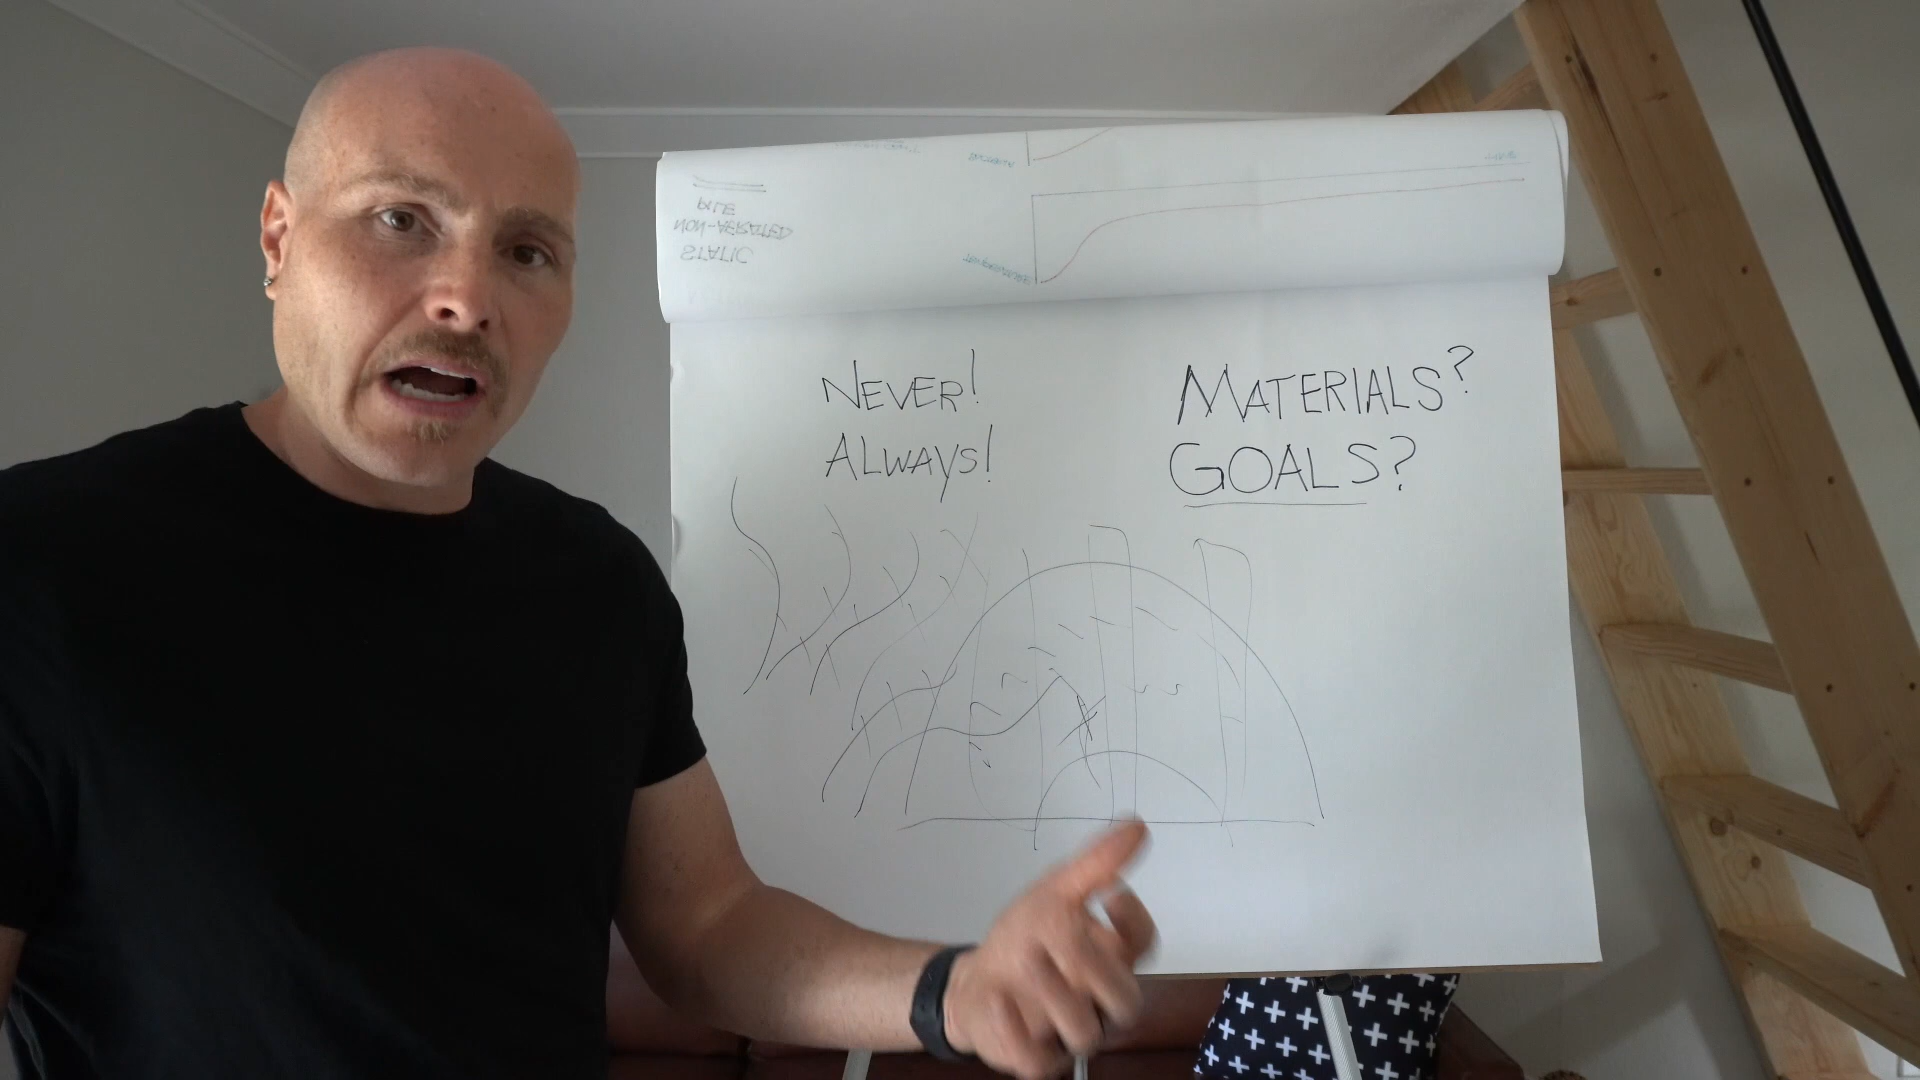 STATIC
NON-AERATED
PILE
NEVER!
ALWAYS!
MATERIALS?
GOALS?